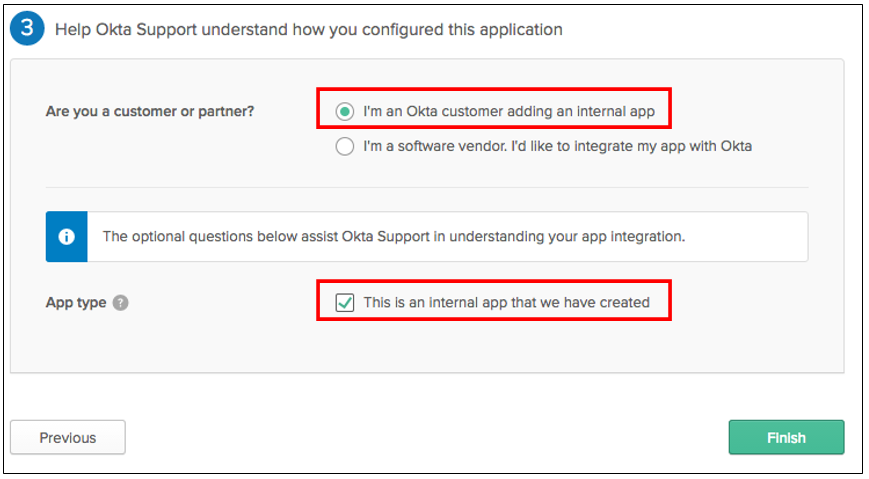 3 Help Okta Support understand how you configured this application
Are you a customer or partner?
I'm an Okta customer adding an internal app
I'm a software vendor. I'd like to integrate my app with Okta
i The optional questions below assist Okta Support in understanding your app integration.
App type ?
This is an internal app that we have created
Previous
Finish